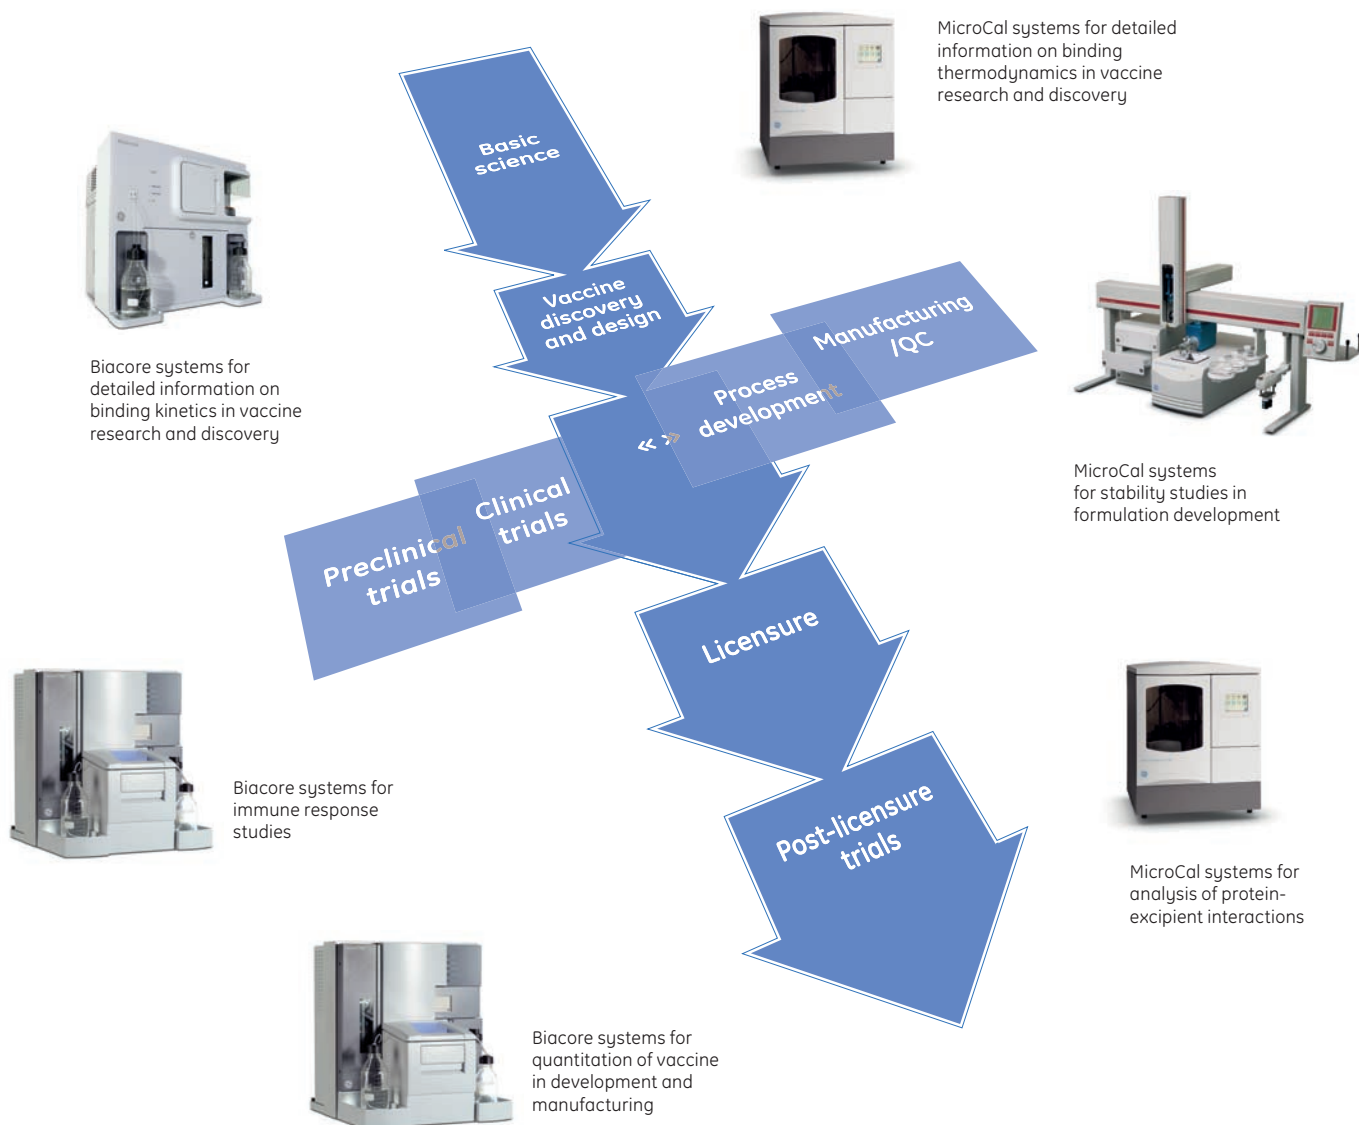 MicroCal systems for detailed
information on binding
thermodynamics in vaccine
research and discovery
Basic
science
Biacore systems for
detailed information on
binding kinetics in vaccine
research and discovery
Vaccine
discovery
and design
Manufacturing
/QC
Process
development
« »
Clinical
trials
Preclinical
trials
MicroCal systems
for stability studies in
formulation development
Licensure
Biacore systems for
immune response
studies
Post-licensure
trials
MicroCal systems for
analysis of protein-
excipient interactions
Biacore systems for
quantitation of vaccine
in development and
manufacturing